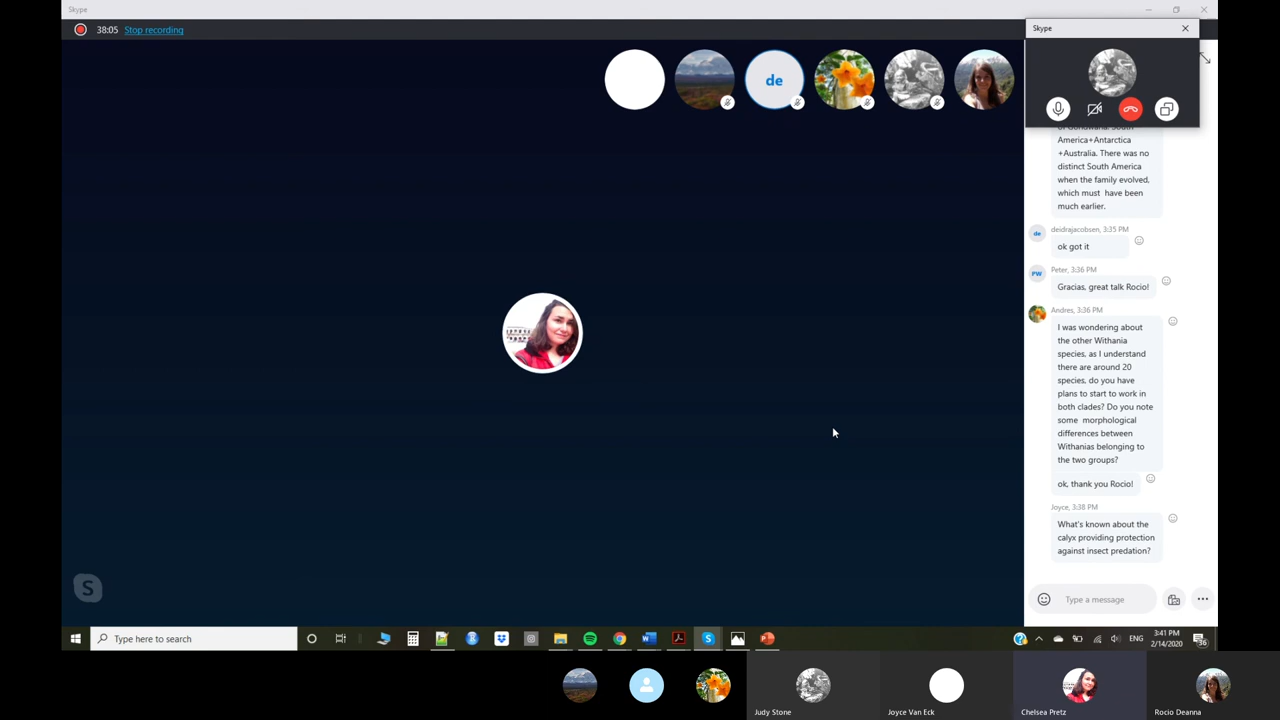 Skype
38:05 Stop recording
de
Skype
America+Antarctica
+Australia. There was no
distinct South America
when the family evolved,
which must have been
much earlier.
de
deidrajacobsen, 3:35 PM
ok got it
PW
Peter, 3:36 PM
Gracias, great talk Rocio!
Andres, 3:36 PM
I was wondering about
the other Withania
species, as I understand
there are around 20
species, do you have
plans to start to work in
both clades? Do you note
some morphological
differences between
Withanias belonging to
the two groups?
ok, thank you Rocio!
Joyce, 3:38 PM
What's known about the
calyx providing protection
against insect predation?
S
Type a message
Type here to search
ENG
3:41 PM
2/14/2020
36
Judy Stone
Joyce Van Eck
Chelsea Pretz
Rocio Deanna